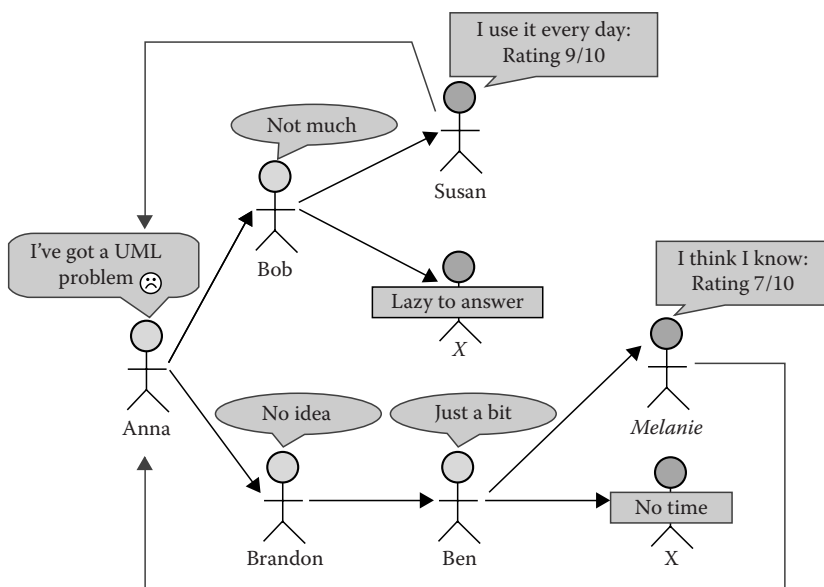 I use it every day:
Rating 9/10
Not much
Susan
I've got a UML
problem
Bob
Lazy to answer
X
I think I know:
Rating 7/10
Anna
No idea
Just a bit
Melanie
No time
Brandon
Ben
X